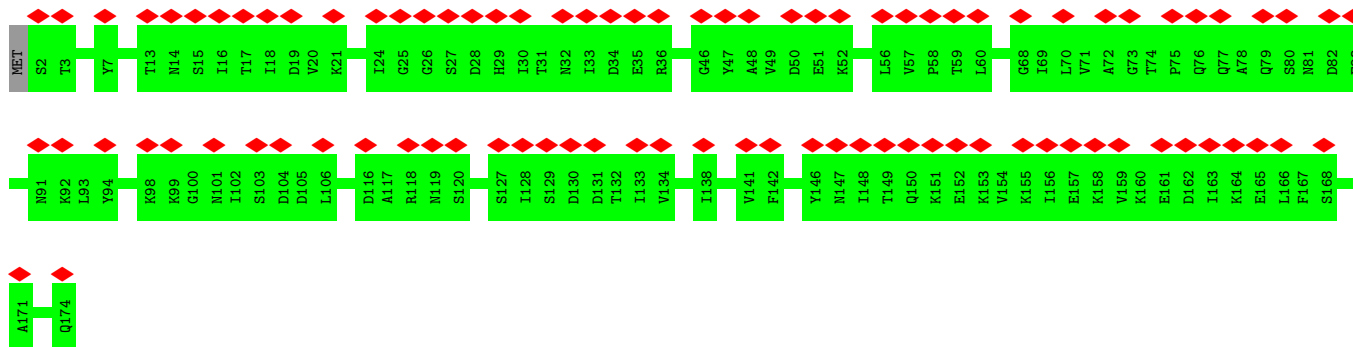 MET S2 T3 Y7 T13 N14 S15 I16 T17 I18 D19 V20 K21 I24 G25 G26 S27 D28 H29 I30 T31 N32 I33 D34 E35 R36 G46 Y47 A48 V49 D50 E51 K52 L56 V57 P58 T59 L60 G68 I69 L70 V71 A72 G73 T74 P75 Q76 Q77 A78 Q79 S80 N81 D82
N91 K92 L93 Y94 K98 K99 G100 N101 I102 S103 D104 D105 L106 D116 A117 R118 N119 S120 S127 I128 S129 D130 D131 T132 I133 V134 I138 V141 F142 Y146 N147 I148 T149 Q150 K151 E152 K153 V154 K155 I156 E157 K158 V159 K160 E161 D162 I163 K164 E165 L166 F167 S168
A171 Q174